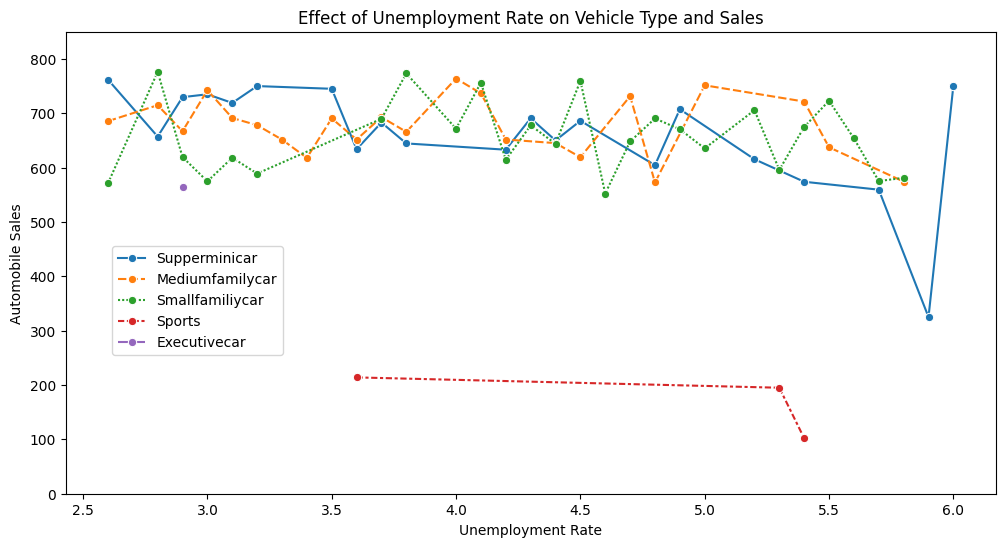 Effect of Unemployment Rate on Vehicle Type and Sales
Automobile Sales
800
700
600
500
400
300
200
100
0
Supperminicar
Mediumfamilycar
Smallfamiliycar
Sports
Executivecar
2.5 3.0 3.5 4.0 4.5 5.0 5.5 6.0
Unemployment Rate